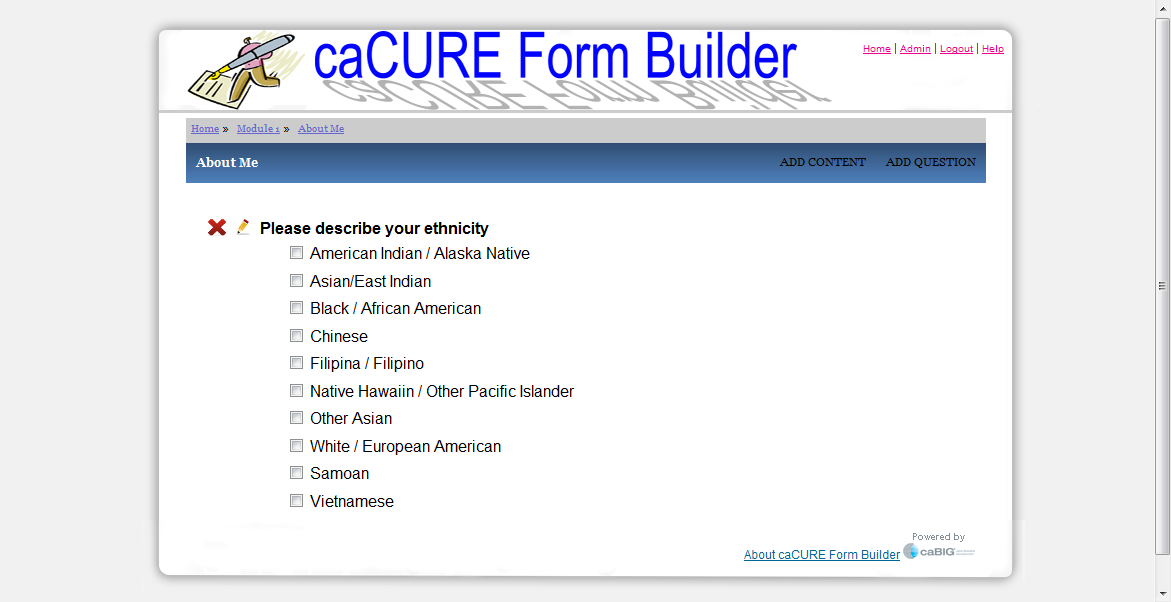 caCURE Form Builder
Home | Admin | Logout | Help
Home » Module 1 » About Me
About Me ADD CONTENT ADD QUESTION
Please describe your ethnicity
American Indian / Alaska Native
Asian/East Indian
Black / African American
Chinese
Filipina / Filipino
Native Hawaiin / Other Pacific Islander
Other Asian
White / European American
Samoan
Vietnamese
Powered by
About caCURE Form Builder caBIG